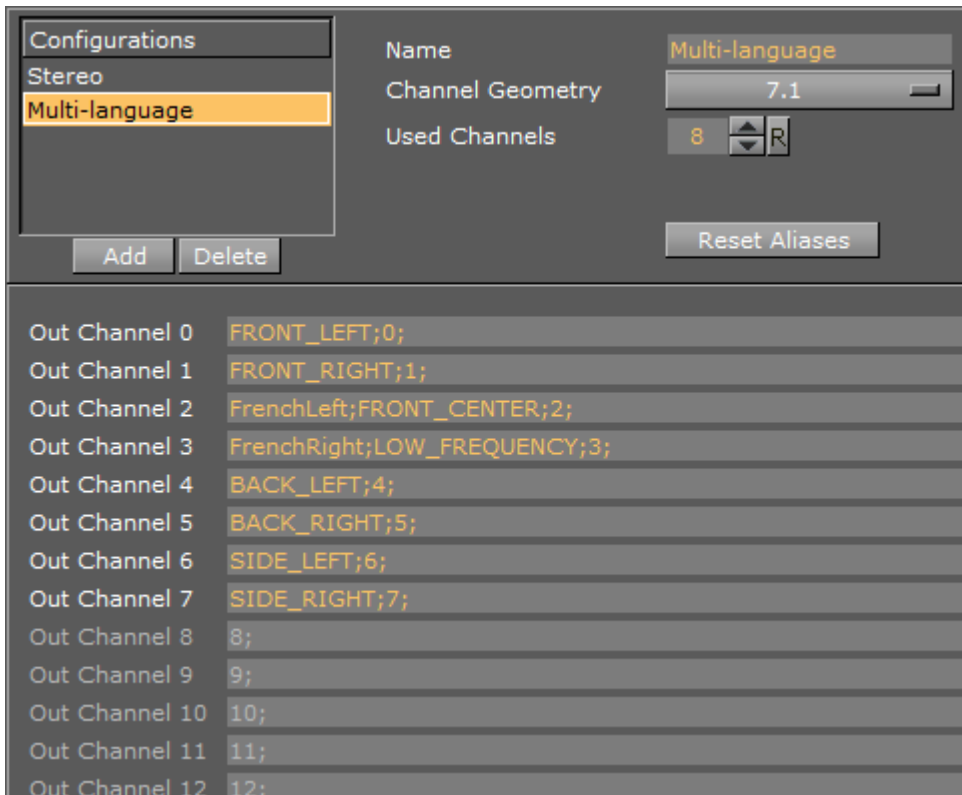 Configurations
Stereo
Multi-language
Add Delete
Name Multi-language
Channel Geometry 7.1
Used Channels 8 R
Reset Aliases
Out Channel 0 FRONT_LEFT;0;
Out Channel 1 FRONT_RIGHT;1;
Out Channel 2 FrenchLeft;FRONT_CENTER;2;
Out Channel 3 FrenchRight;LOW_FREQUENCY;3;
Out Channel 4 BACK_LEFT;4;
Out Channel 5 BACK_RIGHT;5;
Out Channel 6 SIDE_LEFT;6;
Out Channel 7 SIDE_RIGHT;7;
Out Channel 8 8;
Out Channel 9 9;
Out Channel 10 10;
Out Channel 11 11;
Out Channel 12 12;